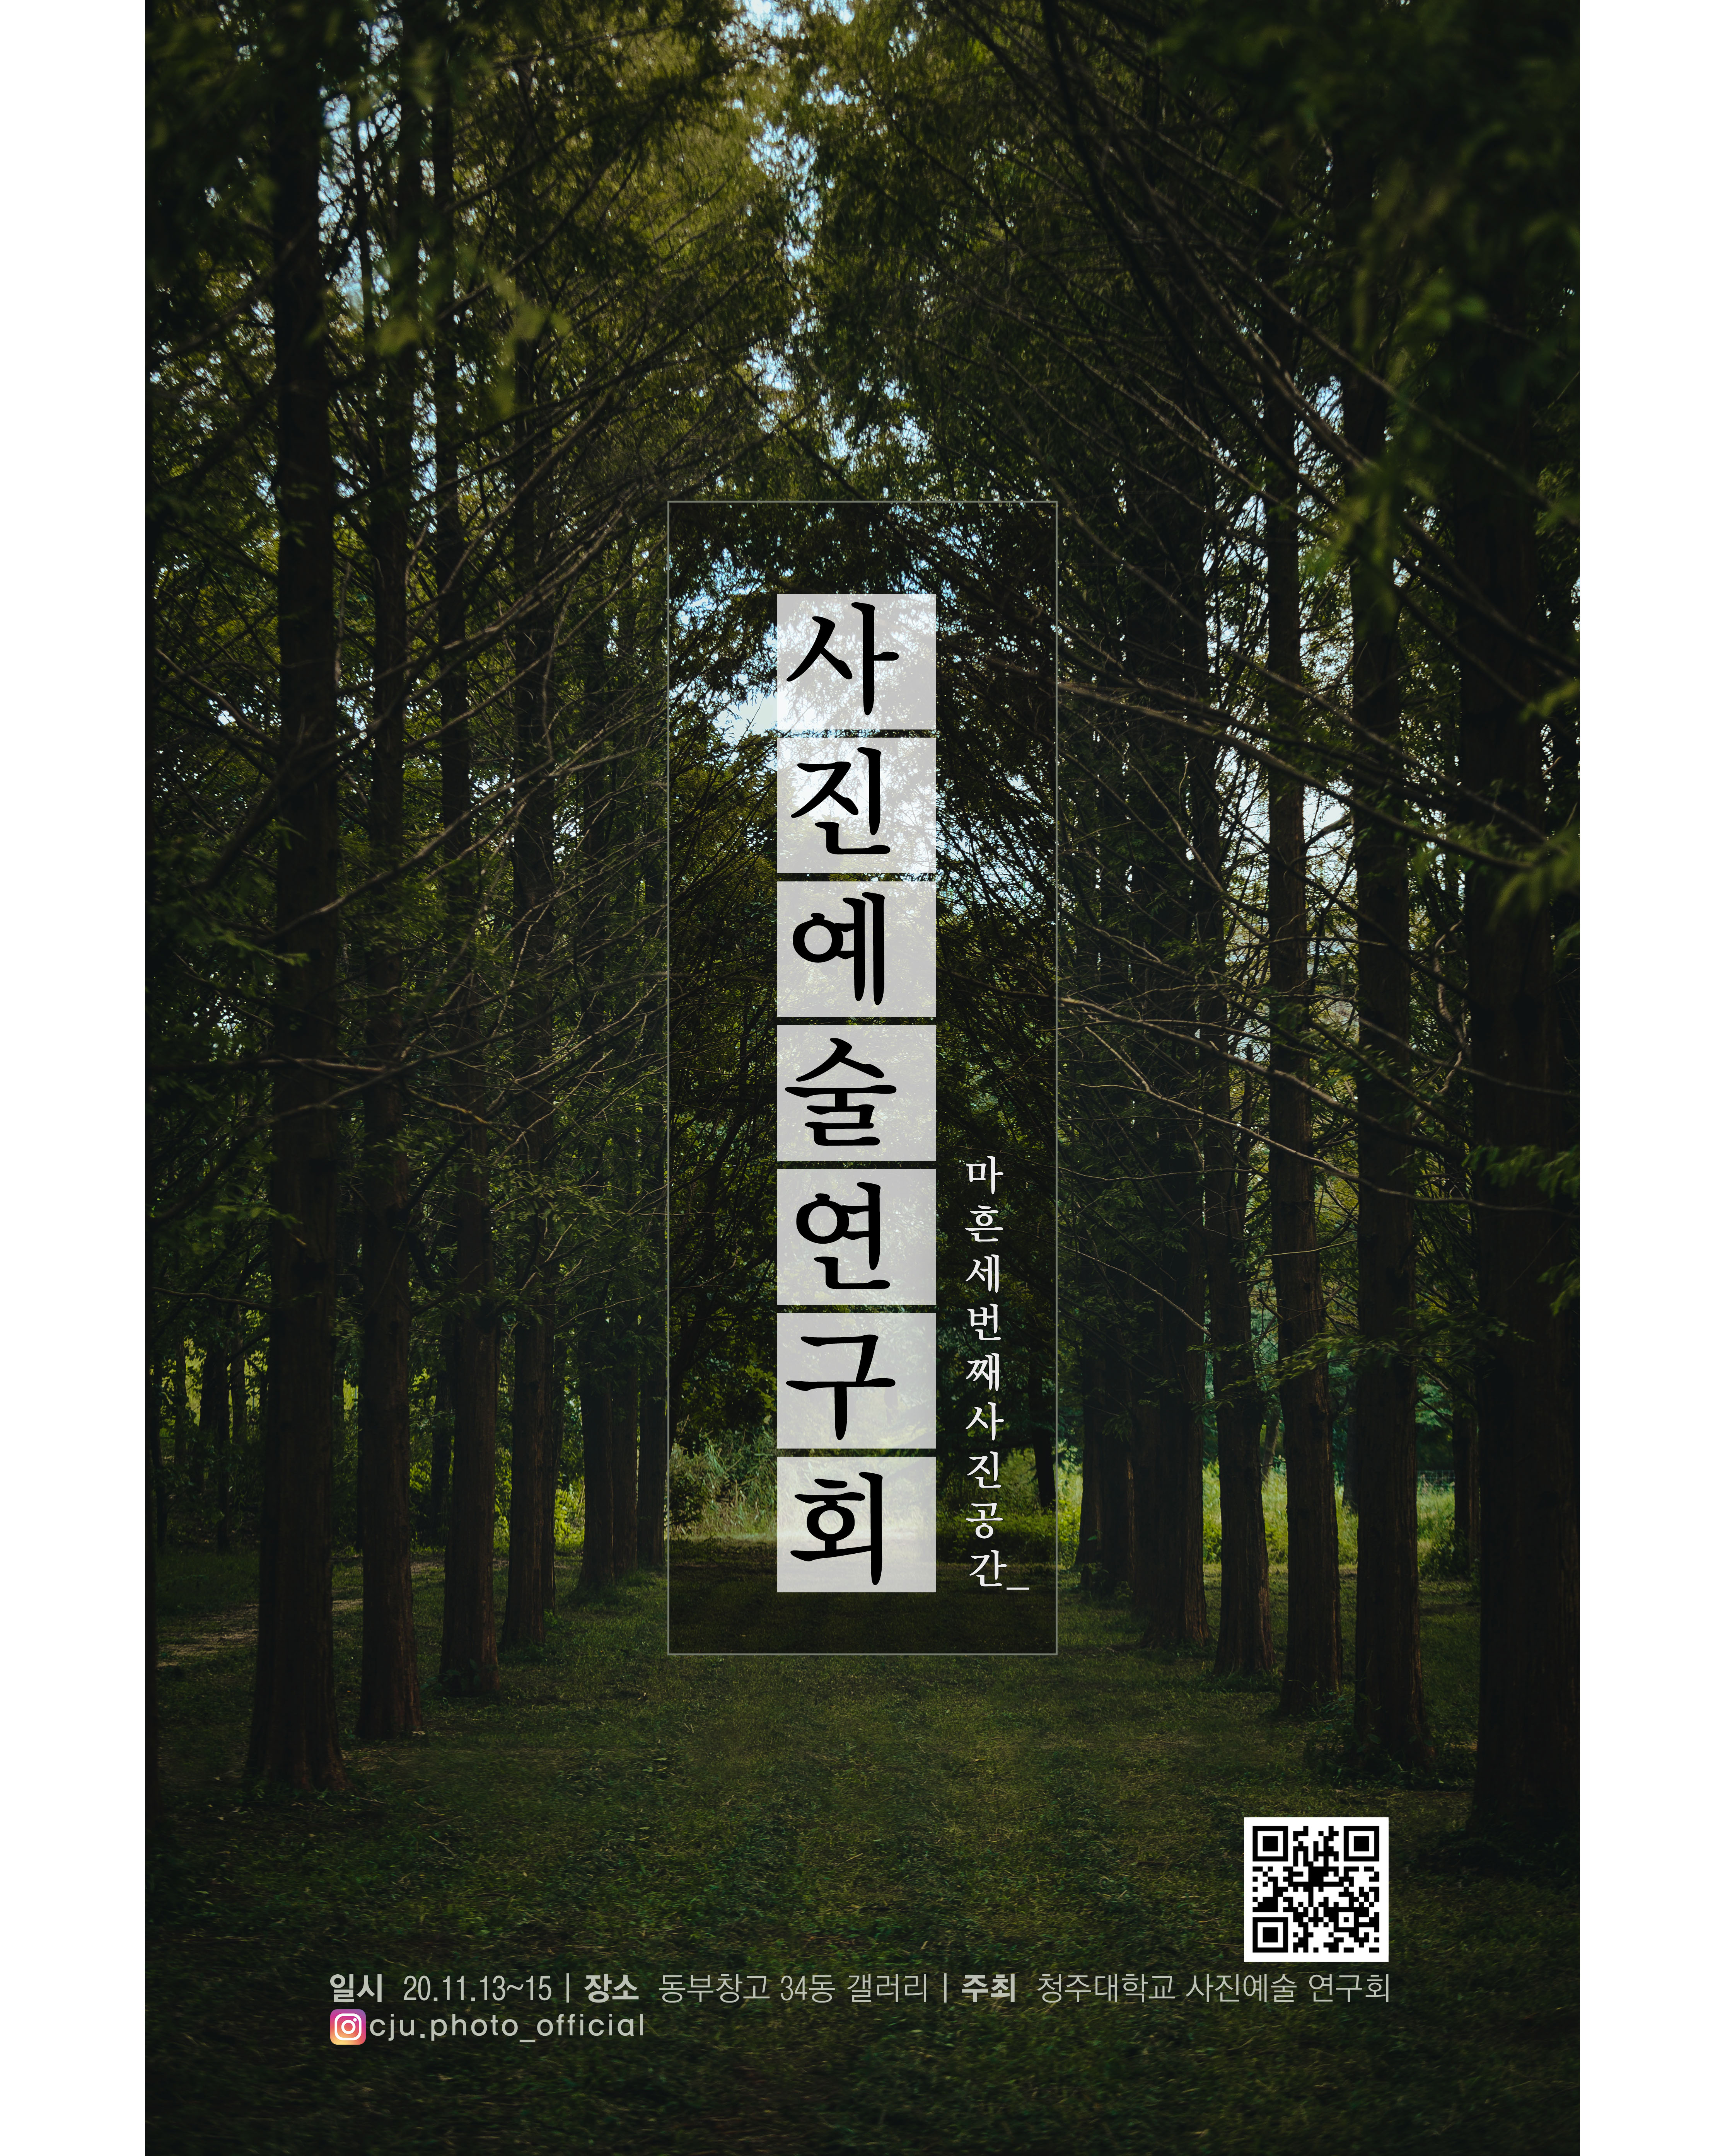 사진예술연구회
마흔세번째사진공간_
일시 20.11.13~15 | 장소 동부창고 34동 갤러리 | 주최 청주대학교 사진예술 연구회
cju.photo_official